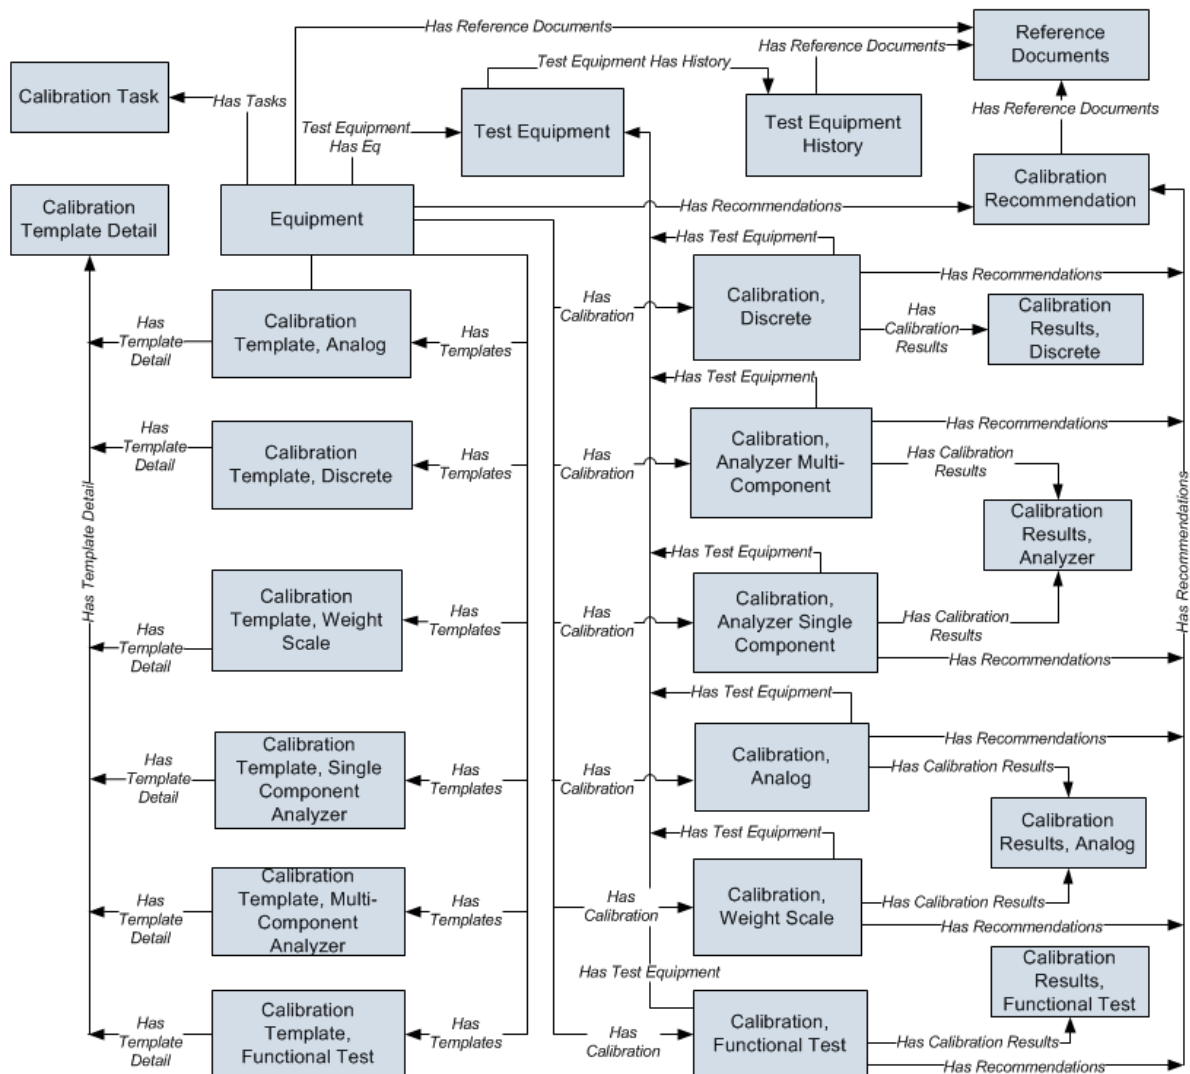 Has Reference Documents
Reference
Documents
Has Reference Documents
Test Equipment Has History
Calibration Task
Has Tasks
Test Equipment
Has Eq
Test Equipment
Test Equipment
History
Has Reference Documents
Calibration
Recommendation
Calibration
Template Detail
Equipment
Has Recommendations
Has Test Equipment
Has
Calibration
Calibration,
Discrete
Has Recommendations
Has
Calibration
Results
Calibration
Results,
Discrete
Has
Template
Detail
Calibration
Template, Analog
Has
Templates
Has Test Equipment
Has
Template
Detail
Calibration
Template, Discrete
Has
Templates
Has
Calibration
Calibration,
Analyzer Multi-
Component
Has Recommendations
Has Calibration
Results
Calibration
Results,
Analyzer
Has Template Detail
Has Recommendations
Has Test Equipment
Has
Template
Detail
Calibration
Template, Weight
Scale
Has
Templates
Has
Calibration
Calibration,
Analyzer Single
Component
Has Calibration
Results
Has Recommendations
Has Test Equipment
Has
Template
Detail
Calibration
Template, Single
Component
Analyzer
Has
Templates
Has
Calibration
Calibration,
Analog
Has Recommendations
Has Calibration Results
Calibration
Results, Analog
Has Test Equipment
Has
Template
Detail
Calibration
Template, Multi-
Component
Analyzer
Has
Templates
Has
Calibration
Calibration,
Weight Scale
Has Calibration Results
Has Recommendations
Has Test Equipment
Calibration
Results,
Functional Test
Has
Template
Detail
Calibration
Template,
Functional Test
Has
Templates
Has
Calibration
Calibration,
Functional Test
Has Calibration Results
Has Recommendations